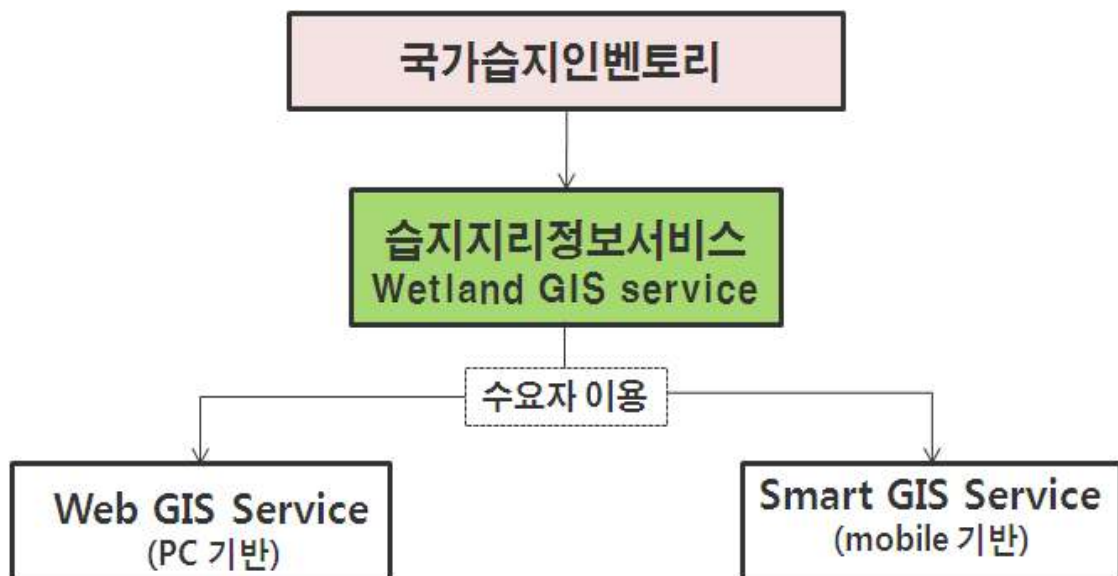 국가습지인벤토리
습지지리정보서비스
Wetland GIS service
수요자 이용
Web GIS Service
(PC 기반)
Smart GIS Service
(mobile 기반)